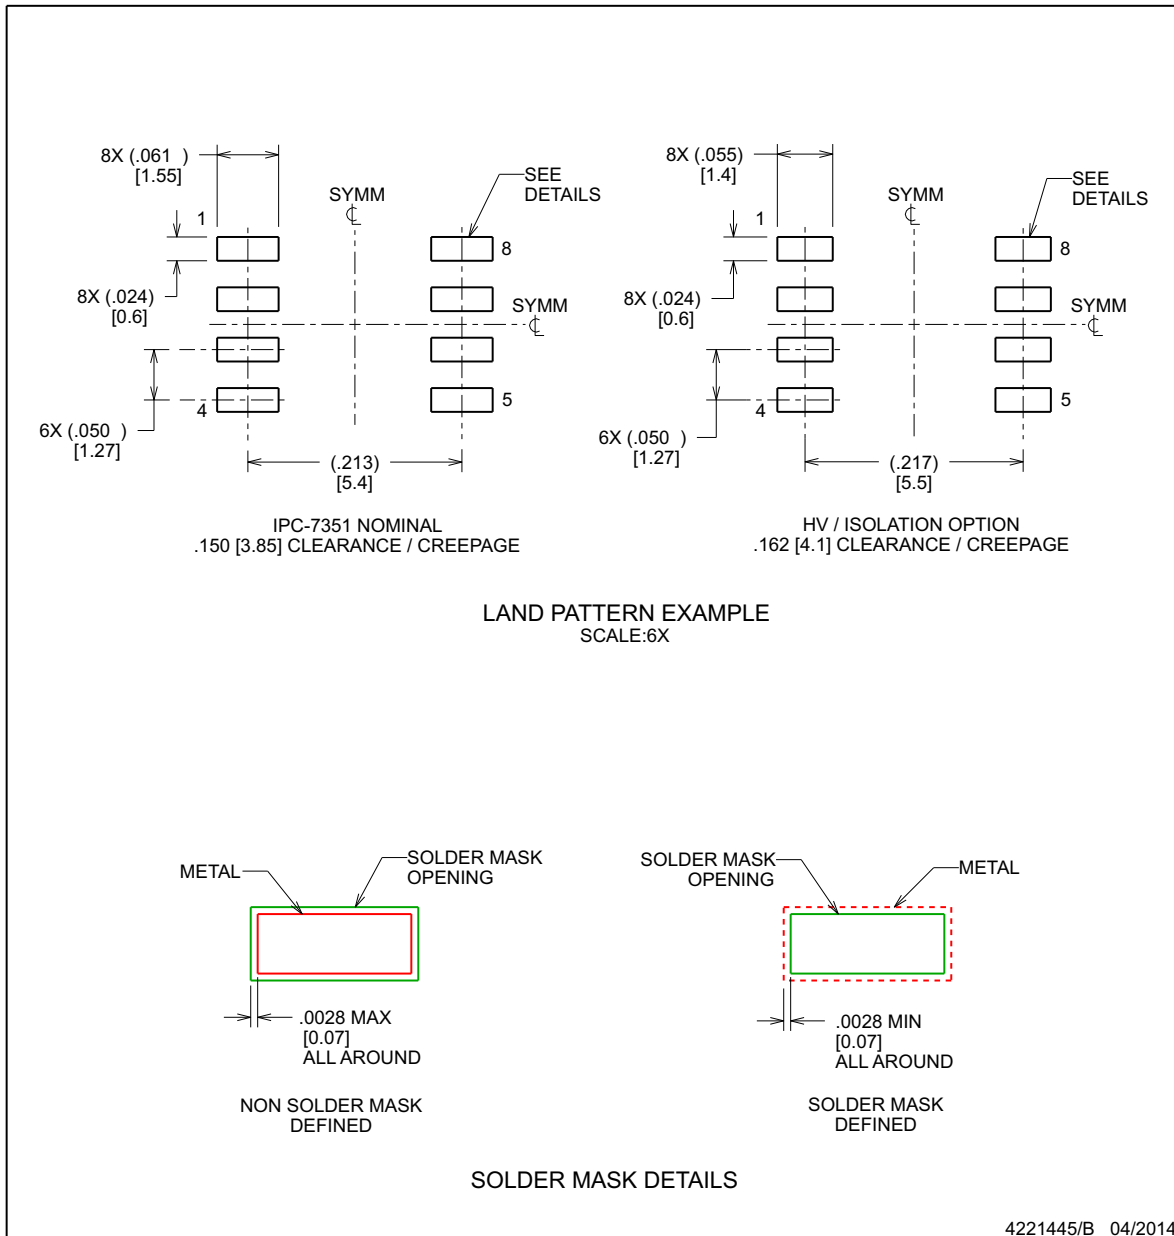 8X (.061 )
[1.55]
SYMM
℄
SEE
DETAILS
1
8
8X (.024)
[0.6]
SYMM
℄
4
5
6X (.050 )
[1.27]
(.213)
[5.4]
IPC-7351 NOMINAL
.150 [3.85] CLEARANCE / CREEPAGE
8X (.055)
[1.4]
SYMM
℄
SEE
DETAILS
1
8
8X (.024)
[0.6]
SYMM
℄
4
5
6X (.050 )
[1.27]
(.217)
[5.5]
HV / ISOLATION OPTION
.162 [4.1] CLEARANCE / CREEPAGE
LAND PATTERN EXAMPLE
SCALE:6X
METAL
SOLDER MASK
OPENING
.0028 MAX
[0.07]
ALL AROUND
NON SOLDER MASK
DEFINED
SOLDER MASK
OPENING
METAL
.0028 MIN
[0.07]
ALL AROUND
SOLDER MASK
DEFINED
SOLDER MASK DETAILS
4221445/B 04/2014